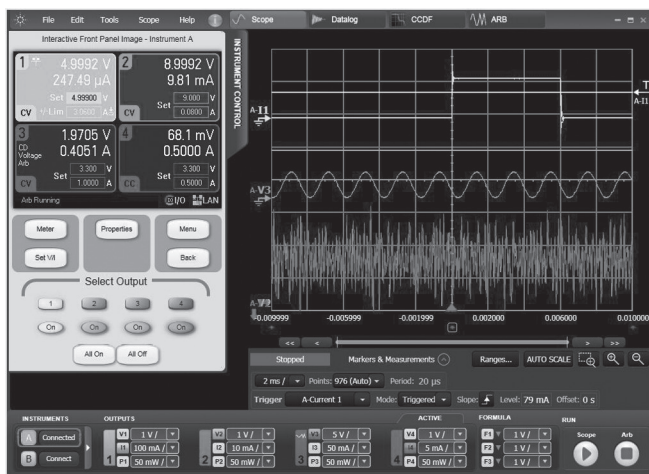 File Edit Tools Scope Help Scope Datalog CCDF ARB
Interactive Front Panel Image - Instrument A
INSTRUMENT CONTROL
1 4.9992 V
247.49 µA
Set 4.99900 V
CV +/-Lim A
2 8.9992 V
9.81 mA
Set 9.000 V
CV 0.0800 A
3 1.9705 V
CD Voltage Arb 0.4051 A
Set 3.300 V
CV 1.0000 A
4 68.1 mV
0.5000 A
Set 3.300 V
CC 0.5000 A
Arb Running I/O LAN
Meter Properties Menu
Set V/I Back
Select Output
1 2 3 4
On On On On
All On All Off
T
A-I1
A-I1
A-V3
A-V2
-0.009999 -0.005999 -0.001999 0.002000 0.006000 0.010000
<< < > >>
Stopped Markers & Measurements Ranges... AUTO SCALE
2 ms / Points: 976 (Auto) Period: 20 µs
Trigger A-Current 1 Mode: Triggered Slope: Level: 79 mA Offset: 0 s
INSTRUMENTS OUTPUTS ACTIVE FORMULA RUN
A Connected
B Connect
1 V1 1 V/
I1 100 mA/
P1 50 mW/
2 V2 1 V/
I2 10 mA/
P2 50 mW/
3 V3 5 V/
I3 50 mA/
P3 50 mW/
4 V4 1 V/
I4 5 mA/
P4 50 mW/
F1 1 V/
F2 1 V/
F3 1 V/
Scope Arb